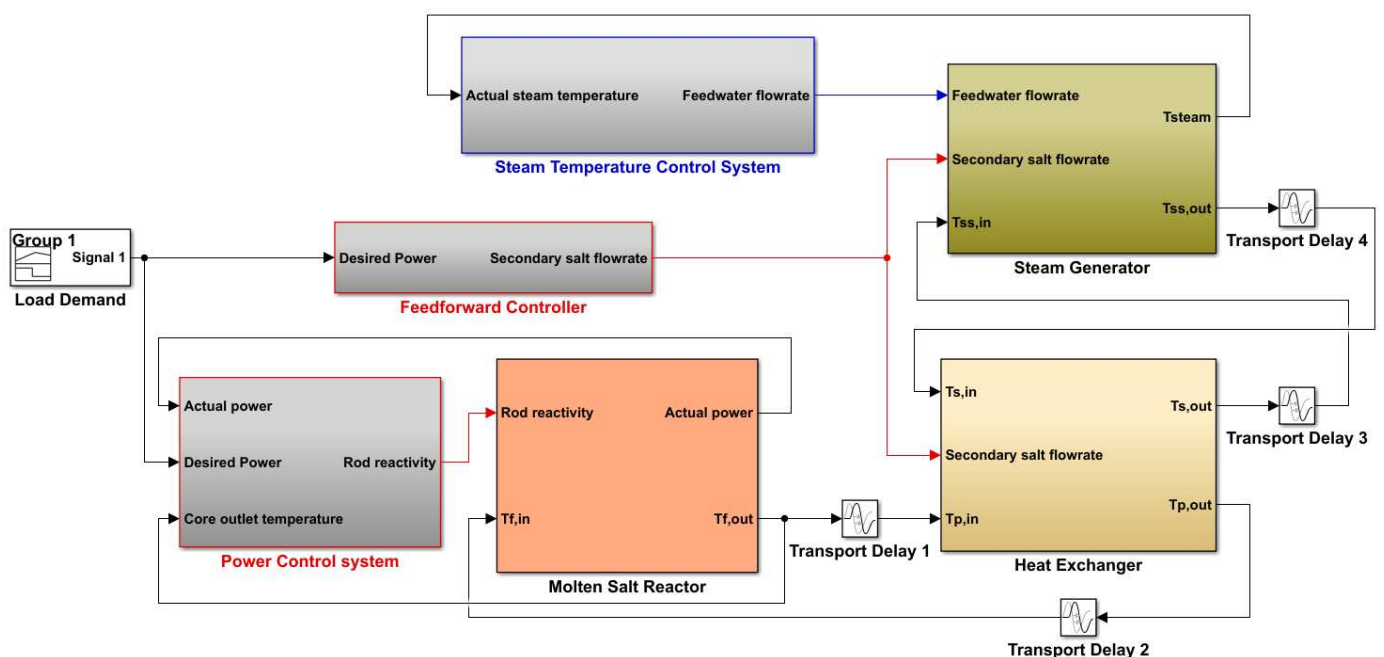 Actual steam temperature
Feedwater flowrate
Steam Temperature Control System
Feedwater flowrate
Tsteam
Secondary salt flowrate
Tss,in
Tss,out
Steam Generator
Transport Delay 4
Group 1
Signal 1
Load Demand
Desired Power
Secondary salt flowrate
Feedforward Controller
Actual power
Desired Power
Rod reactivity
Core outlet temperature
Power Control system
Rod reactivity
Actual power
Tf,in
Tf,out
Molten Salt Reactor
Transport Delay 1
Ts,in
Ts,out
Secondary salt flowrate
Tp,in
Tp,out
Heat Exchanger
Transport Delay 3
Transport Delay 2